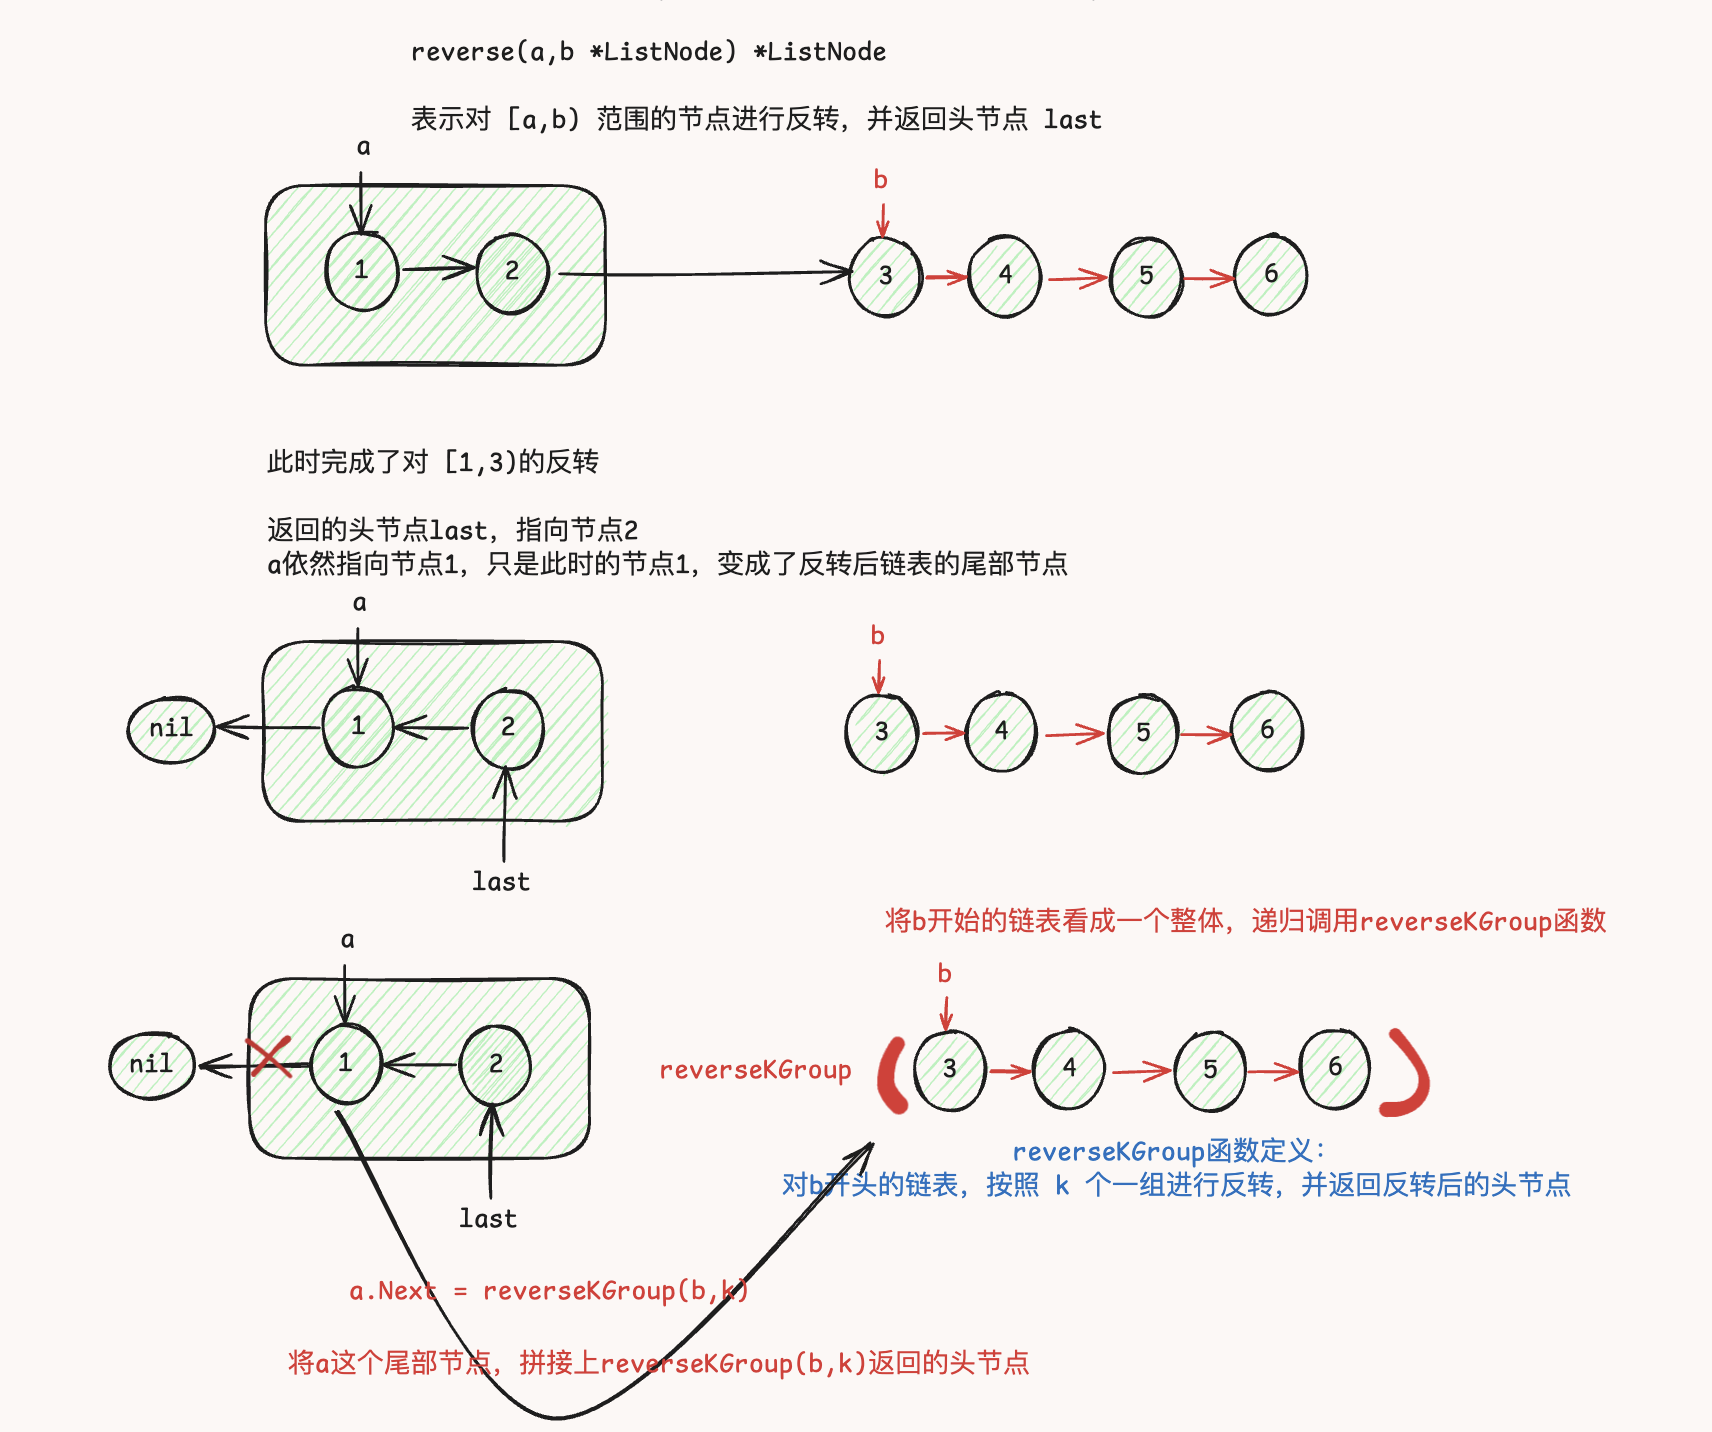 reverse(a,b *ListNode) *ListNode
表示对 [a,b) 范围的节点进行反转，并返回头节点 last
a
b
1
2
3
4
5
6
此时完成了对 [1,3)的反转
返回的头节点last，指向节点2
a依然指向节点1，只是此时的节点1，变成了反转后链表的尾部节点
a
b
nil
1
2
3
4
5
6
last
将b开始的链表看成一个整体，递归调用reverseKGroup函数
a
b
nil
1
2
reverseKGroup
3
4
5
6
reverseKGroup函数定义：
对b开头的链表，按照 k 个一组进行反转，并返回反转后的头节点
last
a.Next = reverseKGroup(b,k)
将a这个尾部节点，拼接上reverseKGroup(b,k)返回的头节点